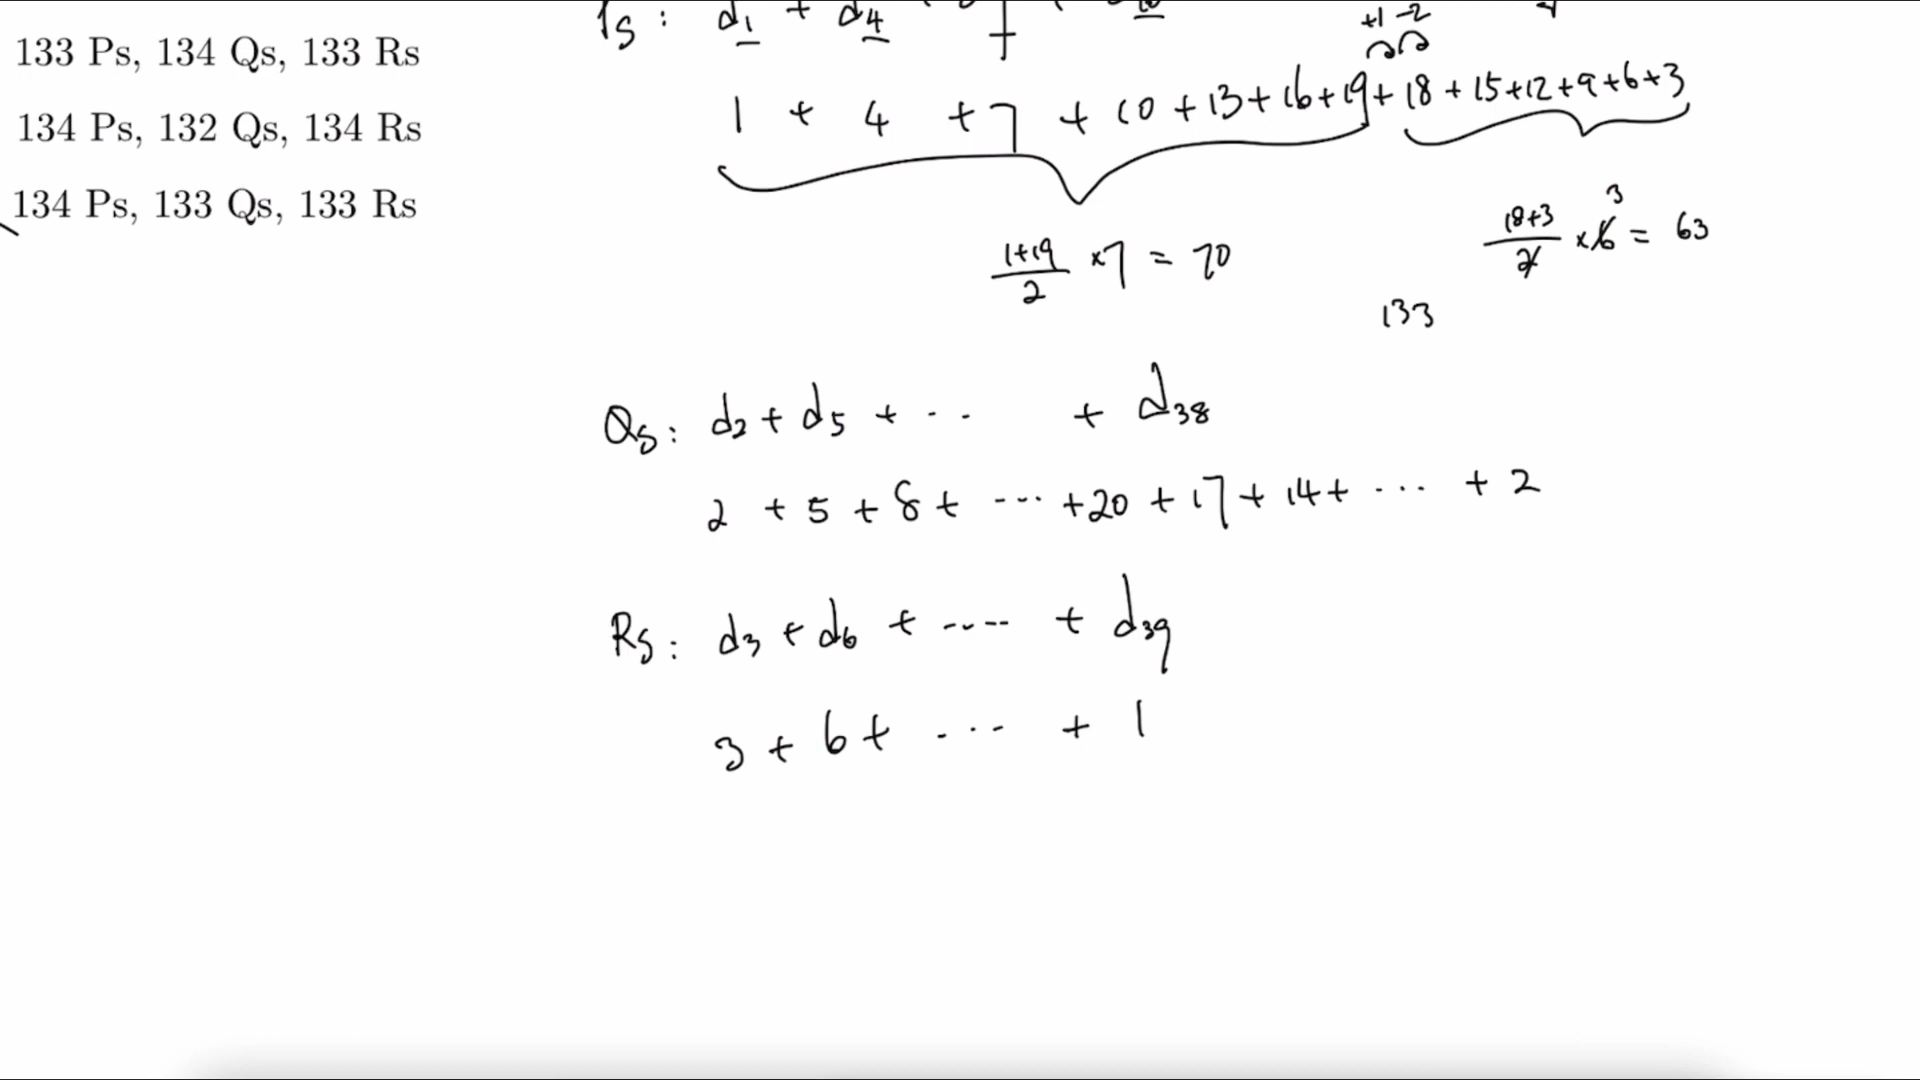 133 Ps, 134 Qs, 133 Rs
134 Ps, 132 Qs, 134 Rs
134 Ps, 133 Qs, 133 Rs
Ps : d₁ + d₄
+1 -2
1 + 4 + 7 + 10 + 13 + 16 + 19 + 18 + 15 + 12 + 9 + 6 + 3
(1+19)/2 × 7 = 70
(18+3)/2 × 6 = 63
3
133
Qs : d₂ + d₅ + ·· + d₃₈
2 + 5 + 8 + ··· + 20 + 17 + 14 + ··· + 2
Rs : d₃ + d₆ + ···· + d₃₉
3 + 6 + ··· + 1